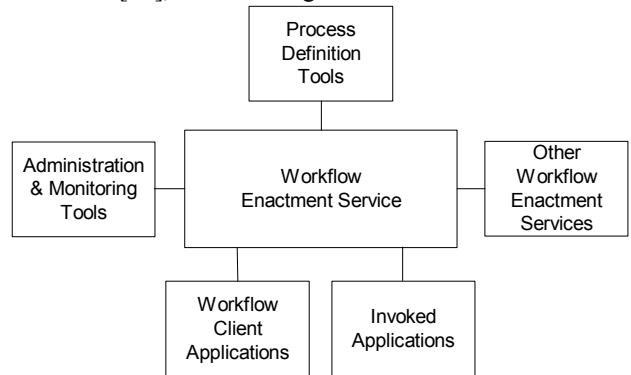 Process
Definition
Tools
Administration
& Monitoring
Tools
Workflow
Enactment Service
Other
Workflow
Enactment
Services
Workflow
Client
Applications
Invoked
Applications